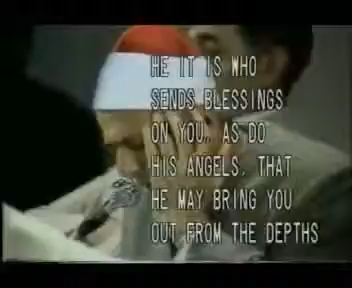 HE IT IS WHO
SENDS BLESSINGS
ON YOU, AS DO
HIS ANGELS, THAT
HE MAY BRING YOU
OUT FROM THE DEPTHS